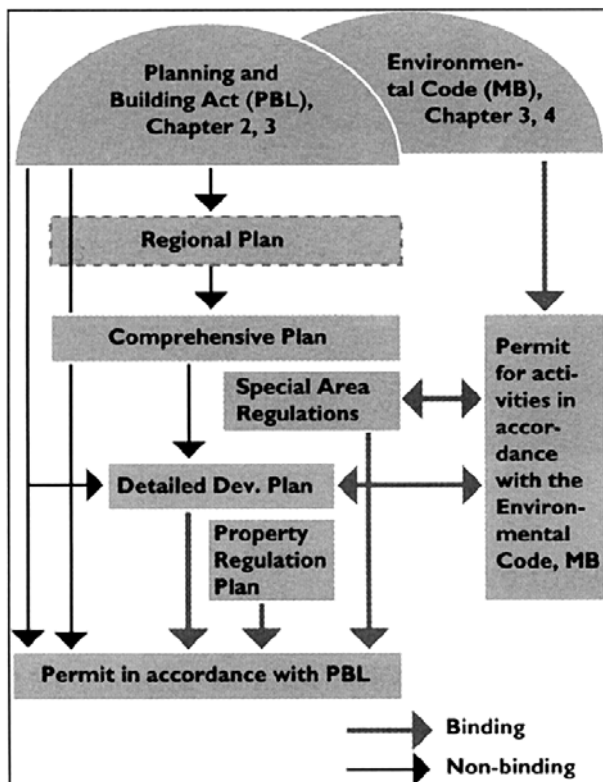 Planning and
Building Act (PBL),
Chapter 2, 3
Environmen-
tal Code (MB),
Chapter 3, 4
Regional Plan
Comprehensive Plan
Special Area
Regulations
Detailed Dev. Plan
Property
Regulation
Plan
Permit
for acti-
vities in
accor-
dance
with the
Environ-
mental
Code, MB
Permit in accordance with PBL
Binding
Non-binding